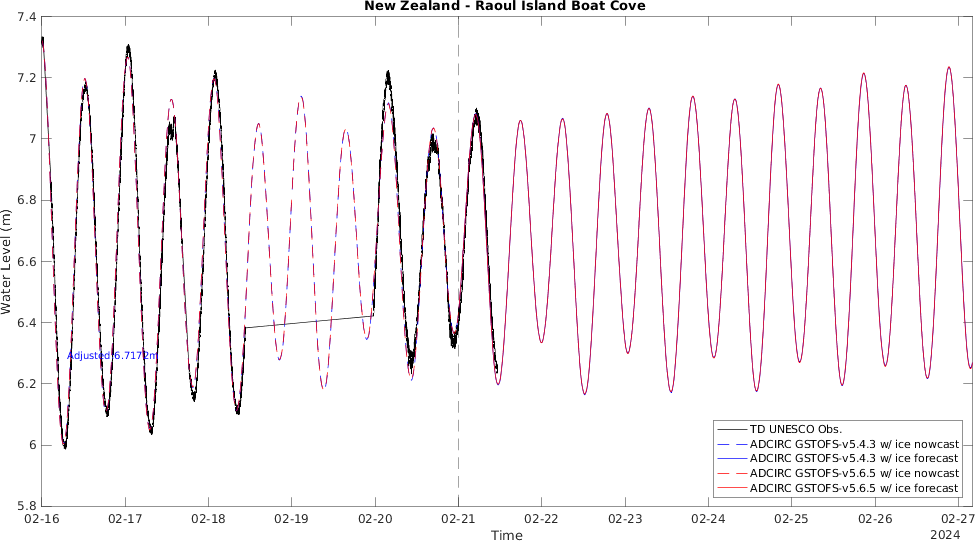 New Zealand - Raoul Island Boat Cove
7.4
7.2
7
6.8
6.6
6.4
6.2
6
5.8
Water Level (m)
Adjusted 6.7172m
TD UNESCO Obs.
ADCIRC GSTOFS-v5.4.3 w/ ice nowcast
ADCIRC GSTOFS-v5.4.3 w/ ice forecast
ADCIRC GSTOFS-v5.6.5 w/ ice nowcast
ADCIRC GSTOFS-v5.6.5 w/ ice forecast
02-16 02-17 02-18 02-19 02-20 02-21 02-22 02-23 02-24 02-25 02-26 02-27
Time
2024